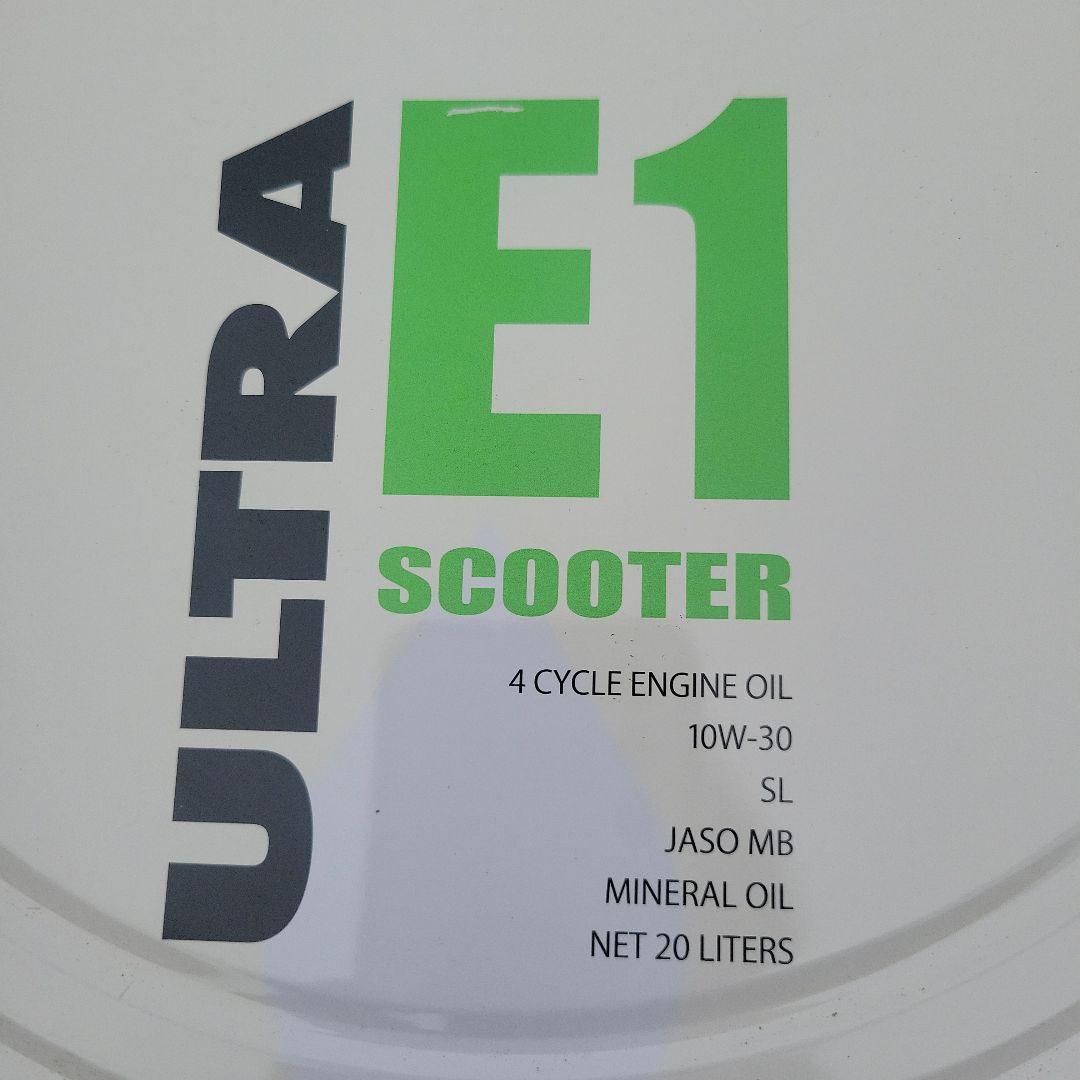 ULTRA
E1
SCOOTER
4 CYCLE ENGINE OIL
10W-30
SL
JASO MB
MINERAL OIL
NET 20 LITERS